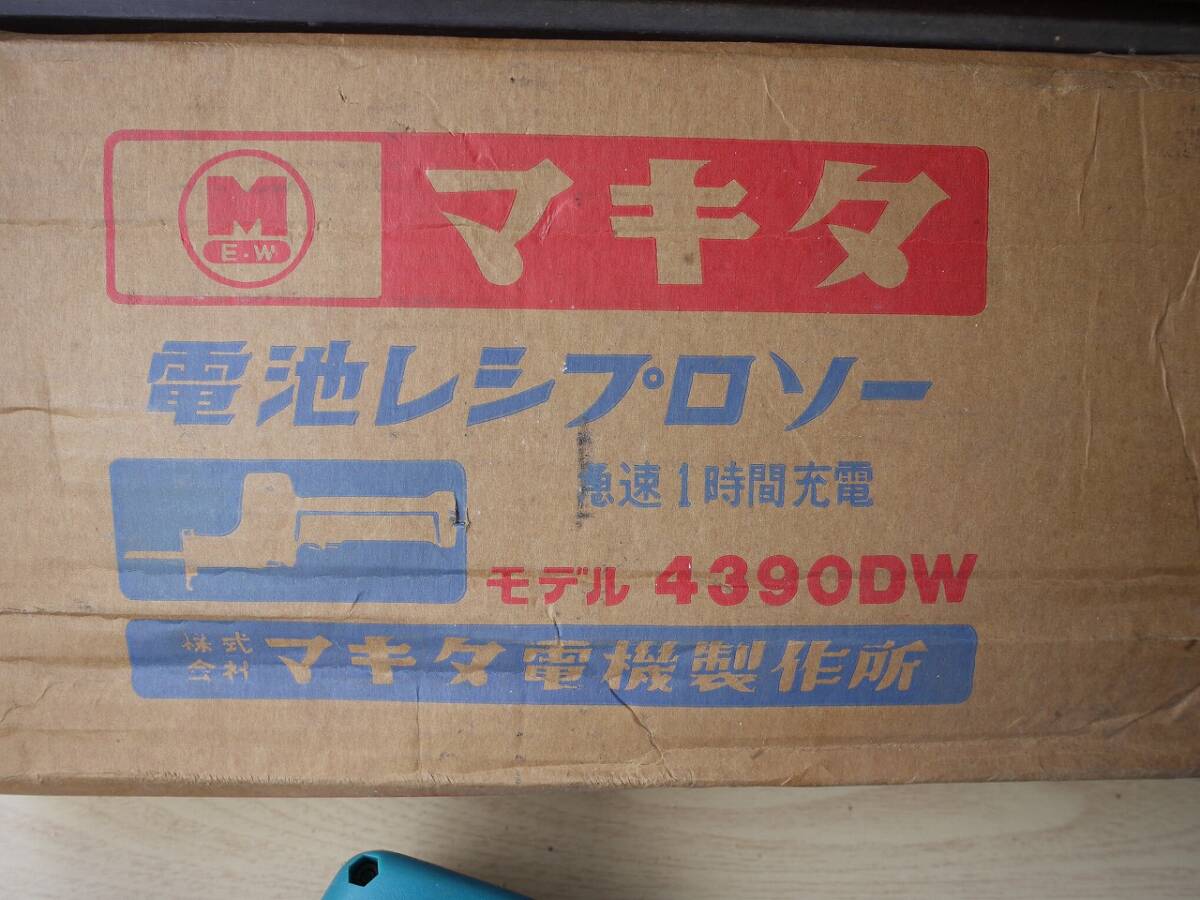 M
E・W
マキタ
電池レシプロソー
急速1時間充電
モデル 4390DW
株式会社 マキタ電機製作所